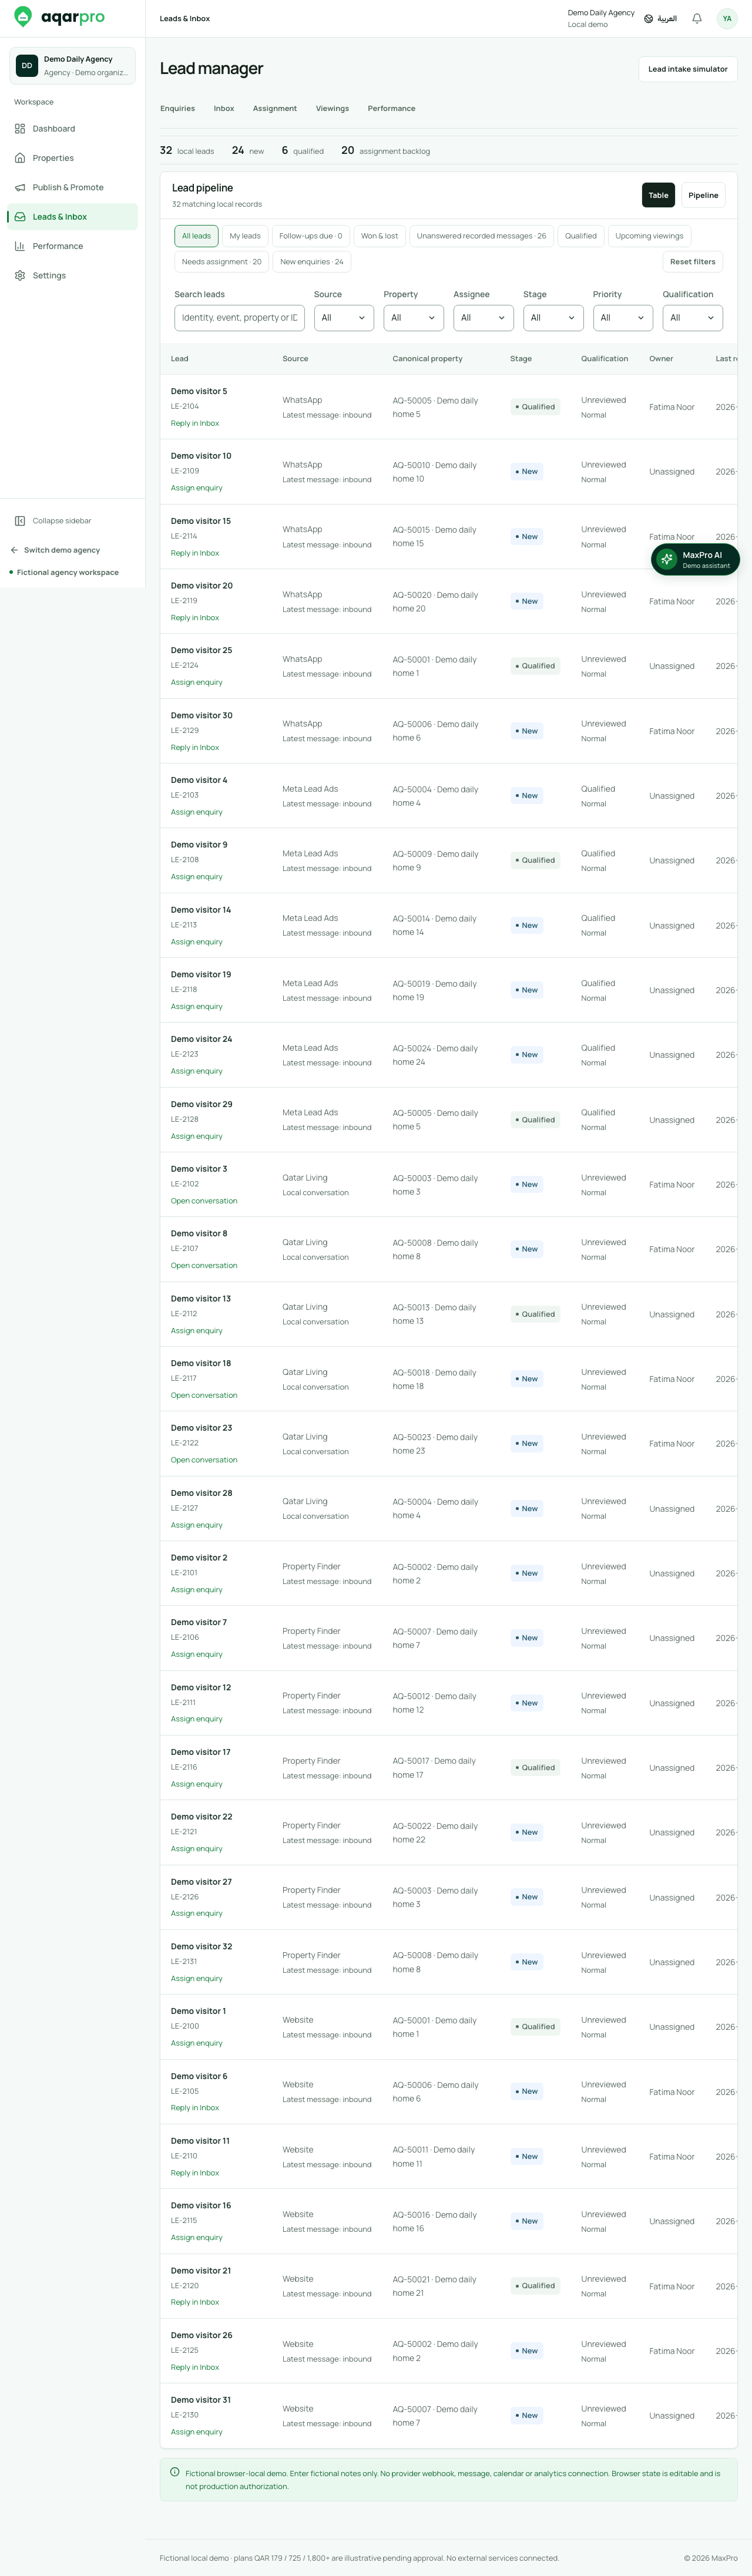 aqarpro
Leads & Inbox
Demo Daily Agency
Local demo
العربية
YA
DD
Demo Daily Agency
Agency · Demo organiz...
Workspace
Dashboard
Properties
Publish & Promote
Leads & Inbox
Performance
Settings
Collapse sidebar
Switch demo agency
Fictional agency workspace
Lead manager
Lead intake simulator
Enquiries Inbox Assignment Viewings Performance
32 local leads 24 new 6 qualified 20 assignment backlog
Lead pipeline
32 matching local records
Table Pipeline
All leads My leads Follow-ups due · 0 Won & lost Unanswered recorded messages · 26 Qualified Upcoming viewings
Needs assignment · 20 New enquiries · 24 Reset filters
Search leads Source Property Assignee Stage Priority Qualification
Identity, event, property or ID All All All All All All
Lead Source Canonical property Stage Qualification Owner Last re
Demo visitor 5
LE-2104
Reply in Inbox
WhatsApp
Latest message: inbound
AQ-50005 · Demo daily
home 5
Qualified
Unreviewed
Normal
Fatima Noor
2026-
Demo visitor 10
LE-2109
Assign enquiry
WhatsApp
Latest message: inbound
AQ-50010 · Demo daily
home 10
New
Unreviewed
Normal
Unassigned
2026-
Demo visitor 15
LE-2114
Reply in Inbox
WhatsApp
Latest message: inbound
AQ-50015 · Demo daily
home 15
New
Unreviewed
Normal
Fatima Noor
2026-
MaxPro AI
Demo assistant
Demo visitor 20
LE-2119
Reply in Inbox
WhatsApp
Latest message: inbound
AQ-50020 · Demo daily
home 20
New
Unreviewed
Normal
Fatima Noor
2026-
Demo visitor 25
LE-2124
Assign enquiry
WhatsApp
Latest message: inbound
AQ-50001 · Demo daily
home 1
Qualified
Unreviewed
Normal
Unassigned
2026-
Demo visitor 30
LE-2129
Reply in Inbox
WhatsApp
Latest message: inbound
AQ-50006 · Demo daily
home 6
New
Unreviewed
Normal
Fatima Noor
2026-
Demo visitor 4
LE-2103
Assign enquiry
Meta Lead Ads
Latest message: inbound
AQ-50004 · Demo daily
home 4
New
Qualified
Normal
Unassigned
2026-
Demo visitor 9
LE-2108
Assign enquiry
Meta Lead Ads
Latest message: inbound
AQ-50009 · Demo daily
home 9
Qualified
Qualified
Normal
Unassigned
2026-
Demo visitor 14
LE-2113
Assign enquiry
Meta Lead Ads
Latest message: inbound
AQ-50014 · Demo daily
home 14
New
Qualified
Normal
Unassigned
2026-
Demo visitor 19
LE-2118
Assign enquiry
Meta Lead Ads
Latest message: inbound
AQ-50019 · Demo daily
home 19
New
Qualified
Normal
Unassigned
2026-
Demo visitor 24
LE-2123
Assign enquiry
Meta Lead Ads
Latest message: inbound
AQ-50024 · Demo daily
home 24
New
Qualified
Normal
Unassigned
2026-
Demo visitor 29
LE-2128
Assign enquiry
Meta Lead Ads
Latest message: inbound
AQ-50005 · Demo daily
home 5
Qualified
Qualified
Normal
Unassigned
2026-
Demo visitor 3
LE-2102
Open conversation
Qatar Living
Local conversation
AQ-50003 · Demo daily
home 3
New
Unreviewed
Normal
Fatima Noor
2026-
Demo visitor 8
LE-2107
Open conversation
Qatar Living
Local conversation
AQ-50008 · Demo daily
home 8
New
Unreviewed
Normal
Fatima Noor
2026-
Demo visitor 13
LE-2112
Assign enquiry
Qatar Living
Local conversation
AQ-50013 · Demo daily
home 13
Qualified
Unreviewed
Normal
Unassigned
2026-
Demo visitor 18
LE-2117
Open conversation
Qatar Living
Local conversation
AQ-50018 · Demo daily
home 18
New
Unreviewed
Normal
Fatima Noor
2026-
Demo visitor 23
LE-2122
Open conversation
Qatar Living
Local conversation
AQ-50023 · Demo daily
home 23
New
Unreviewed
Normal
Fatima Noor
2026-
Demo visitor 28
LE-2127
Assign enquiry
Qatar Living
Local conversation
AQ-50004 · Demo daily
home 4
New
Unreviewed
Normal
Unassigned
2026-
Demo visitor 2
LE-2101
Assign enquiry
Property Finder
Latest message: inbound
AQ-50002 · Demo daily
home 2
New
Unreviewed
Normal
Unassigned
2026-
Demo visitor 7
LE-2106
Assign enquiry
Property Finder
Latest message: inbound
AQ-50007 · Demo daily
home 7
New
Unreviewed
Normal
Unassigned
2026-
Demo visitor 12
LE-2111
Assign enquiry
Property Finder
Latest message: inbound
AQ-50012 · Demo daily
home 12
New
Unreviewed
Normal
Unassigned
2026-
Demo visitor 17
LE-2116
Assign enquiry
Property Finder
Latest message: inbound
AQ-50017 · Demo daily
home 17
Qualified
Unreviewed
Normal
Unassigned
2026-
Demo visitor 22
LE-2121
Assign enquiry
Property Finder
Latest message: inbound
AQ-50022 · Demo daily
home 22
New
Unreviewed
Normal
Unassigned
2026-
Demo visitor 27
LE-2126
Assign enquiry
Property Finder
Latest message: inbound
AQ-50003 · Demo daily
home 3
New
Unreviewed
Normal
Unassigned
2026-
Demo visitor 32
LE-2131
Assign enquiry
Property Finder
Latest message: inbound
AQ-50008 · Demo daily
home 8
New
Unreviewed
Normal
Unassigned
2026-
Demo visitor 1
LE-2100
Assign enquiry
Website
Latest message: inbound
AQ-50001 · Demo daily
home 1
Qualified
Unreviewed
Normal
Unassigned
2026-
Demo visitor 6
LE-2105
Reply in Inbox
Website
Latest message: inbound
AQ-50006 · Demo daily
home 6
New
Unreviewed
Normal
Fatima Noor
2026-
Demo visitor 11
LE-2110
Reply in Inbox
Website
Latest message: inbound
AQ-50011 · Demo daily
home 11
New
Unreviewed
Normal
Fatima Noor
2026-
Demo visitor 16
LE-2115
Assign enquiry
Website
Latest message: inbound
AQ-50016 · Demo daily
home 16
New
Unreviewed
Normal
Unassigned
2026-
Demo visitor 21
LE-2120
Reply in Inbox
Website
Latest message: inbound
AQ-50021 · Demo daily
home 21
Qualified
Unreviewed
Normal
Fatima Noor
2026-
Demo visitor 26
LE-2125
Reply in Inbox
Website
Latest message: inbound
AQ-50002 · Demo daily
home 2
New
Unreviewed
Normal
Fatima Noor
2026-
Demo visitor 31
LE-2130
Assign enquiry
Website
Latest message: inbound
AQ-50007 · Demo daily
home 7
New
Unreviewed
Normal
Unassigned
2026-
Fictional browser-local demo. Enter fictional notes only. No provider webhook, message, calendar or analytics connection. Browser state is editable and is
not production authorization.
Fictional local demo · plans QAR 179 / 725 / 1,800+ are illustrative pending approval. No external services connected.
© 2026 MaxPro